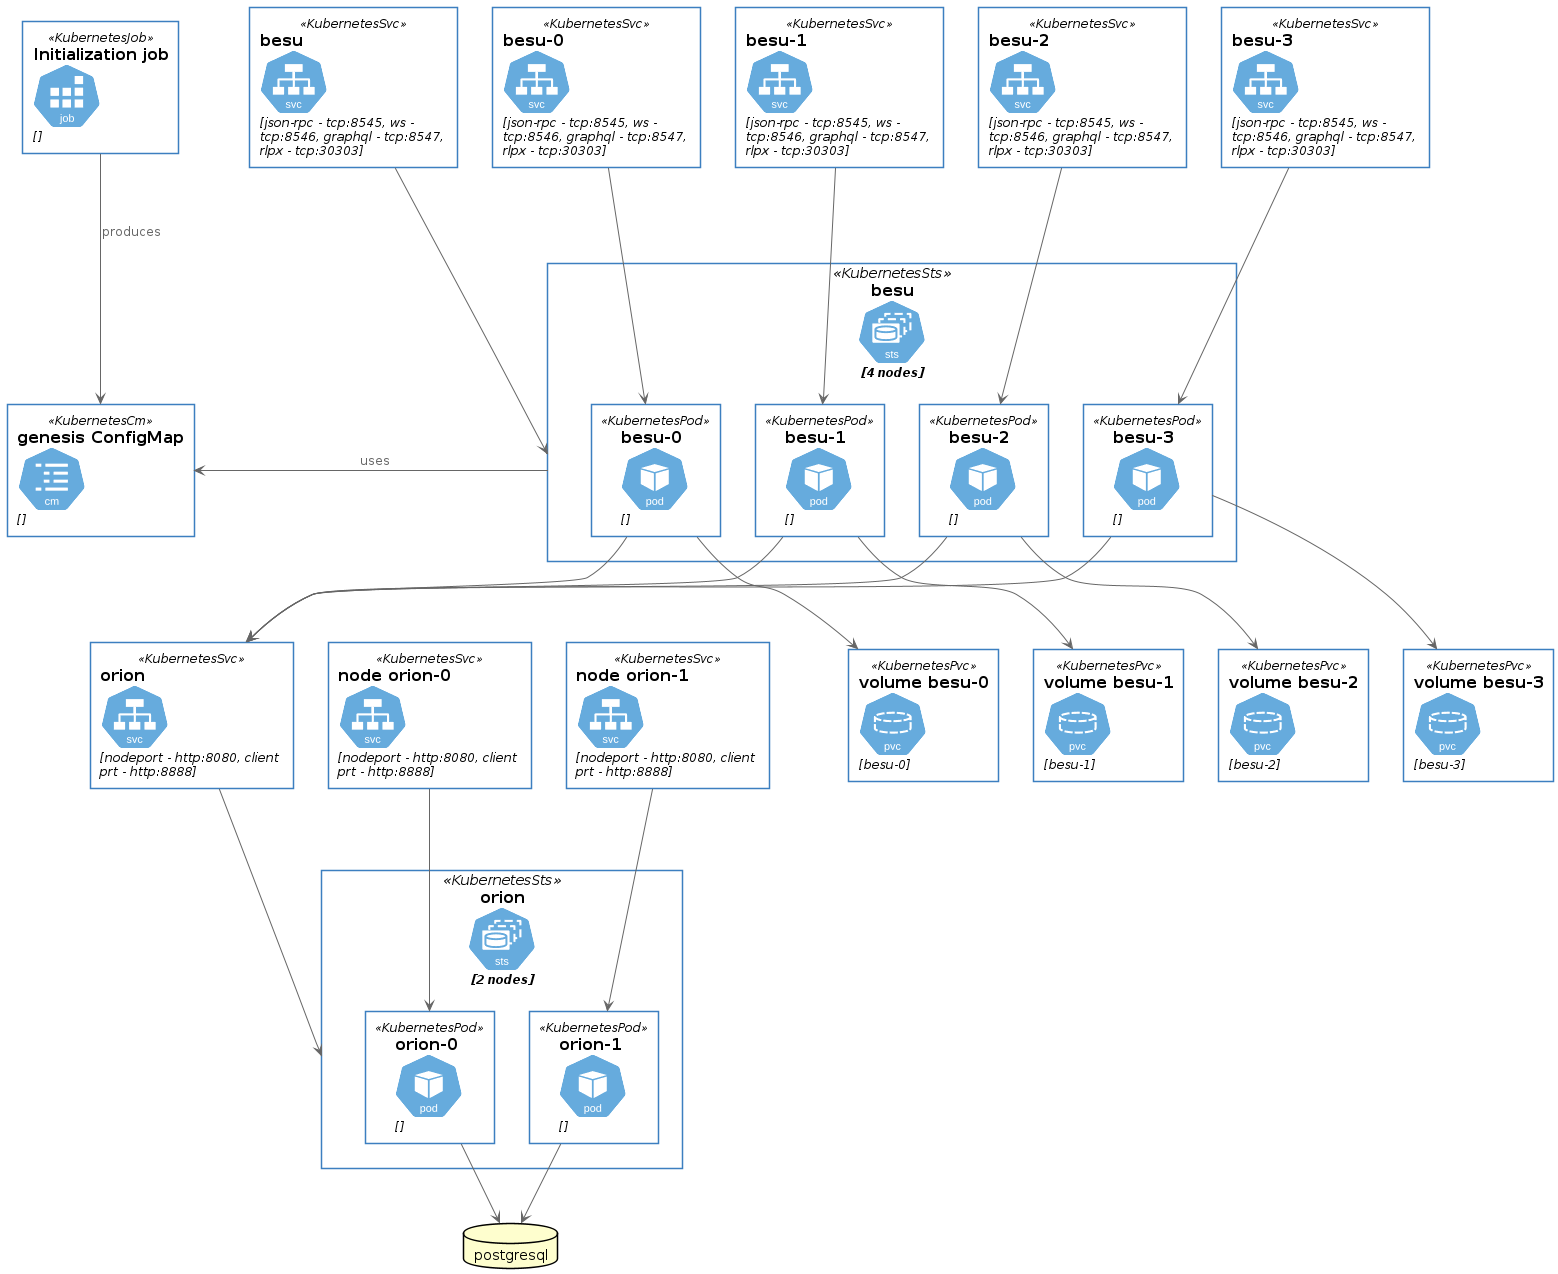 «KubernetesJob»
Initialization job
job
[]
«KubernetesSvc»
besu
svc
[json-rpc - tcp:8545, ws -
tcp:8546, graphql - tcp:8547,
rlpx - tcp:30303]
«KubernetesSvc»
besu-0
svc
[json-rpc - tcp:8545, ws -
tcp:8546, graphql - tcp:8547,
rlpx - tcp:30303]
«KubernetesSvc»
besu-1
svc
[json-rpc - tcp:8545, ws -
tcp:8546, graphql - tcp:8547,
rlpx - tcp:30303]
«KubernetesSvc»
besu-2
svc
[json-rpc - tcp:8545, ws -
tcp:8546, graphql - tcp:8547,
rlpx - tcp:30303]
«KubernetesSvc»
besu-3
svc
[json-rpc - tcp:8545, ws -
tcp:8546, graphql - tcp:8547,
rlpx - tcp:30303]
produces
«KubernetesSts»
besu
sts
[4 nodes]
«KubernetesCm»
genesis ConfigMap
cm
[]
uses
«KubernetesPod»
besu-0
pod
[]
«KubernetesPod»
besu-1
pod
[]
«KubernetesPod»
besu-2
pod
[]
«KubernetesPod»
besu-3
pod
[]
«KubernetesSvc»
orion
svc
[nodeport - http:8080, client
prt - http:8888]
«KubernetesSvc»
node orion-0
svc
[nodeport - http:8080, client
prt - http:8888]
«KubernetesSvc»
node orion-1
svc
[nodeport - http:8080, client
prt - http:8888]
«KubernetesPvc»
volume besu-0
pvc
[besu-0]
«KubernetesPvc»
volume besu-1
pvc
[besu-1]
«KubernetesPvc»
volume besu-2
pvc
[besu-2]
«KubernetesPvc»
volume besu-3
pvc
[besu-3]
«KubernetesSts»
orion
sts
[2 nodes]
«KubernetesPod»
orion-0
pod
[]
«KubernetesPod»
orion-1
pod
[]
postgresql